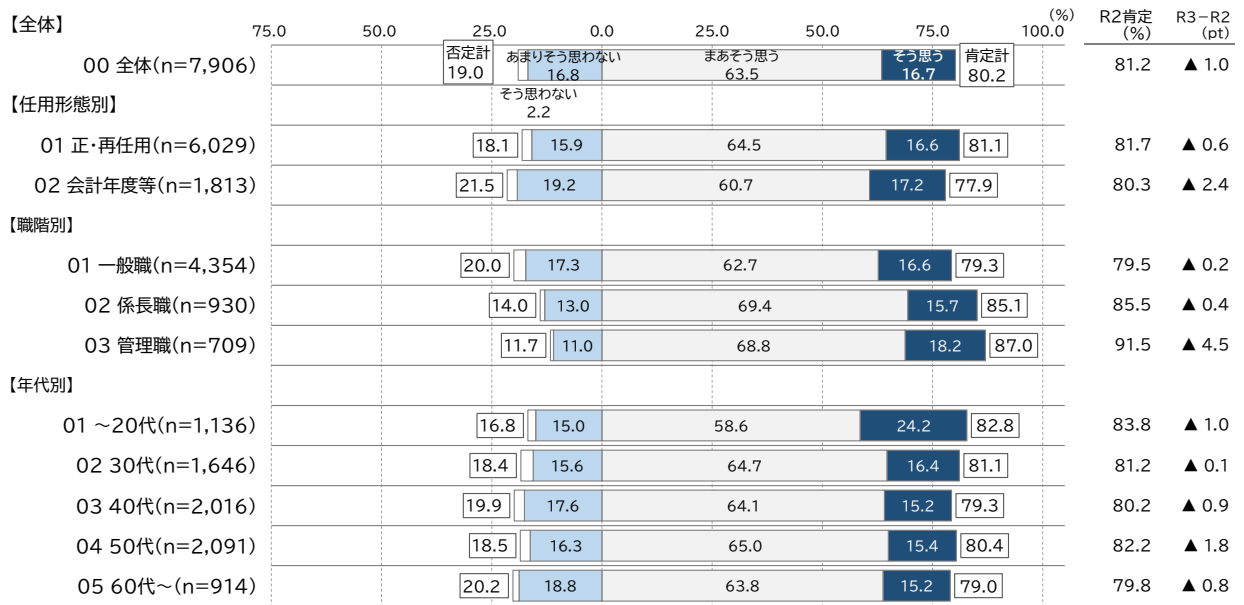 【全体】
(%) R2肯定 R3－R2
75.0 50.0 25.0 0.0 25.0 50.0 75.0 100.0 (%) (pt)
否定計 あまりそう思わない まあそう思う そう思う 肯定計
00 全体(n=7,906) 19.0 16.8 63.5 16.7 80.2 81.2 ▲ 1.0
そう思わない
【任用形態別】 2.2
01 正・再任用(n=6,029) 18.1 15.9 64.5 16.6 81.1 81.7 ▲ 0.6
02 会計年度等(n=1,813) 21.5 19.2 60.7 17.2 77.9 80.3 ▲ 2.4
【職階別】
01 一般職(n=4,354) 20.0 17.3 62.7 16.6 79.3 79.5 ▲ 0.2
02 係長職(n=930) 14.0 13.0 69.4 15.7 85.1 85.5 ▲ 0.4
03 管理職(n=709) 11.7 11.0 68.8 18.2 87.0 91.5 ▲ 4.5
【年代別】
01 ～20代(n=1,136) 16.8 15.0 58.6 24.2 82.8 83.8 ▲ 1.0
02 30代(n=1,646) 18.4 15.6 64.7 16.4 81.1 81.2 ▲ 0.1
03 40代(n=2,016) 19.9 17.6 64.1 15.2 79.3 80.2 ▲ 0.9
04 50代(n=2,091) 18.5 16.3 65.0 15.4 80.4 82.2 ▲ 1.8
05 60代～(n=914) 20.2 18.8 63.8 15.2 79.0 79.8 ▲ 0.8